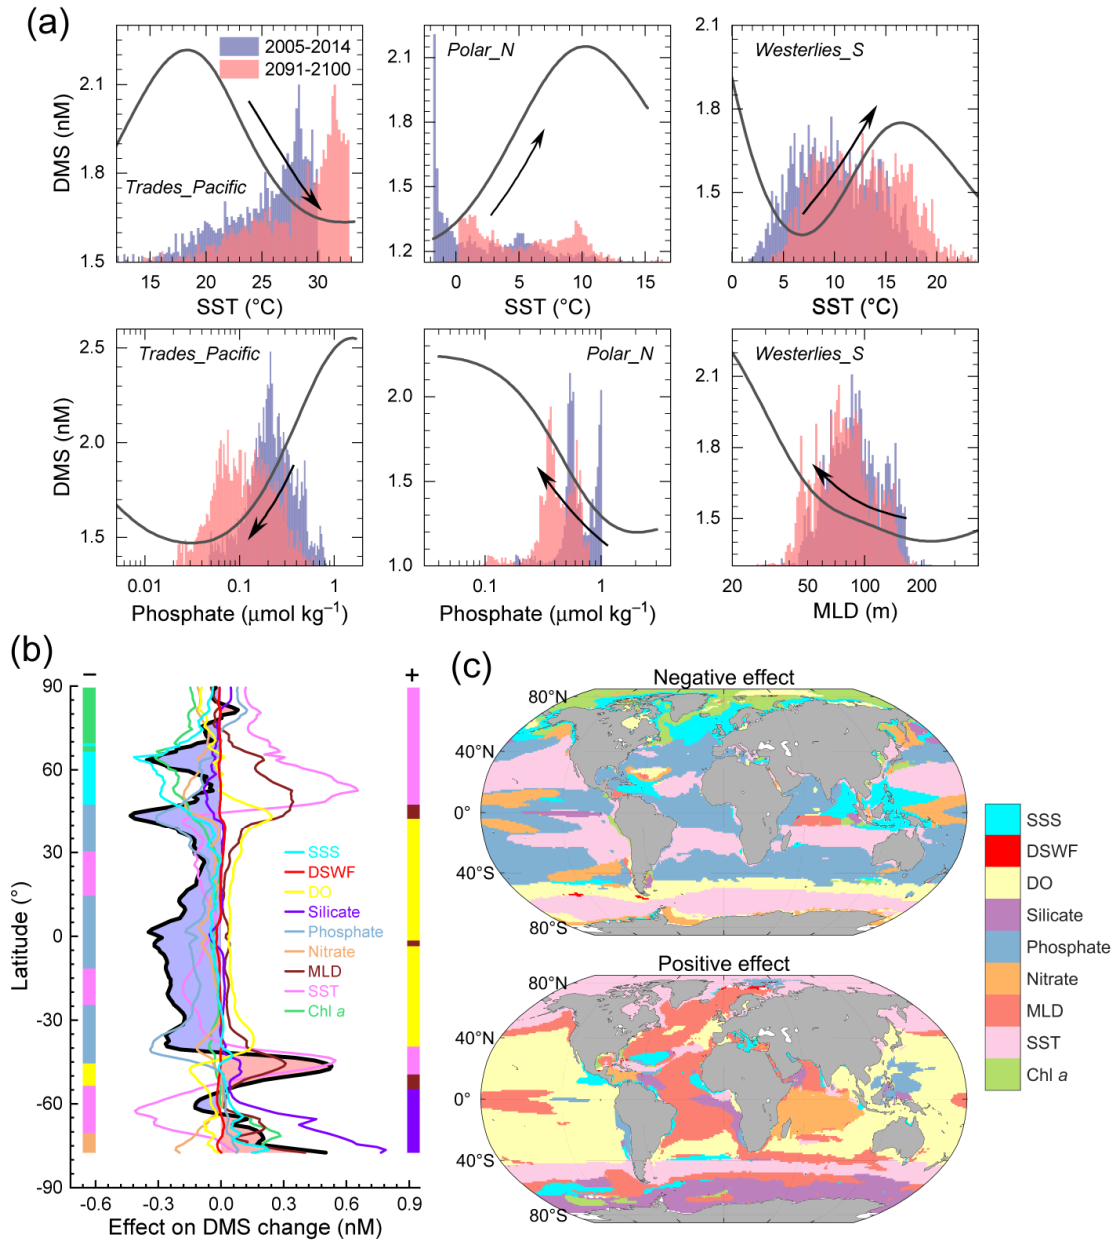 (a)
2005-2014
2091-2100
Trades_Pacific
DMS (nM)
2.1
1.8
1.5
15 20 25 30
SST (°C)
Polar_N
2.1
1.8
1.5
1.2
0 5 10 15
SST (°C)
Westerlies_S
2.1
1.8
1.5
0 5 10 15 20
SST (°C)
Trades_Pacific
DMS (nM)
2.5
2.0
1.5
0.01 0.1 1
Phosphate (μmol kg⁻¹)
Polar_N
2.0
1.5
1.0
0.1 1
Phosphate (μmol kg⁻¹)
Westerlies_S
2.1
1.8
1.5
20 50 100 200
MLD (m)
(b)
− +
Latitude (°)
90
60
30
0
-30
-60
-90
SSS
DSWF
DO
Silicate
Phosphate
Nitrate
MLD
SST
Chl a
-0.6 -0.3 0.0 0.3 0.6 0.9
Effect on DMS change (nM)
(c)
Negative effect
80°N
40°N
0°
40°S
80°S
Positive effect
80°N
40°N
0°
40°S
80°S
SSS
DSWF
DO
Silicate
Phosphate
Nitrate
MLD
SST
Chl a